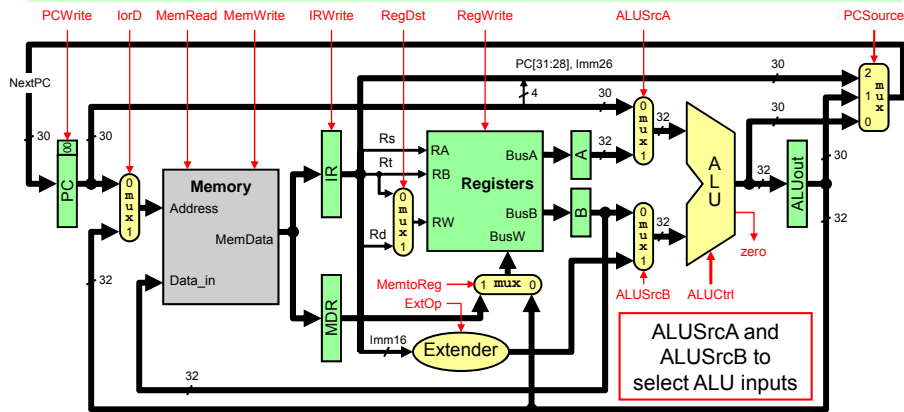 PCWrite IorD MemRead MemWrite IRWrite RegDst RegWrite ALUSrcA PCSource
PC[31:28], Imm26
30
2
NextPC
4
30
30
1
mux
0
30
30
00
PC
0
mux
1
Memory
Address
MemData
Data_in
IR
Rs
Rt
Rd
0
mux
1
RA
RB
RW
Registers
BusA
BusB
BusW
A
B
32
0
mux
1
32
0
mux
1
32
ALU
32
ALUout
30
32
zero
32
MDR
MemtoReg
1 mux 0
ExtOp
Imm16
Extender
ALUSrcB
ALUCtrl
32
ALUSrcA and
ALUSrcB to
select ALU inputs